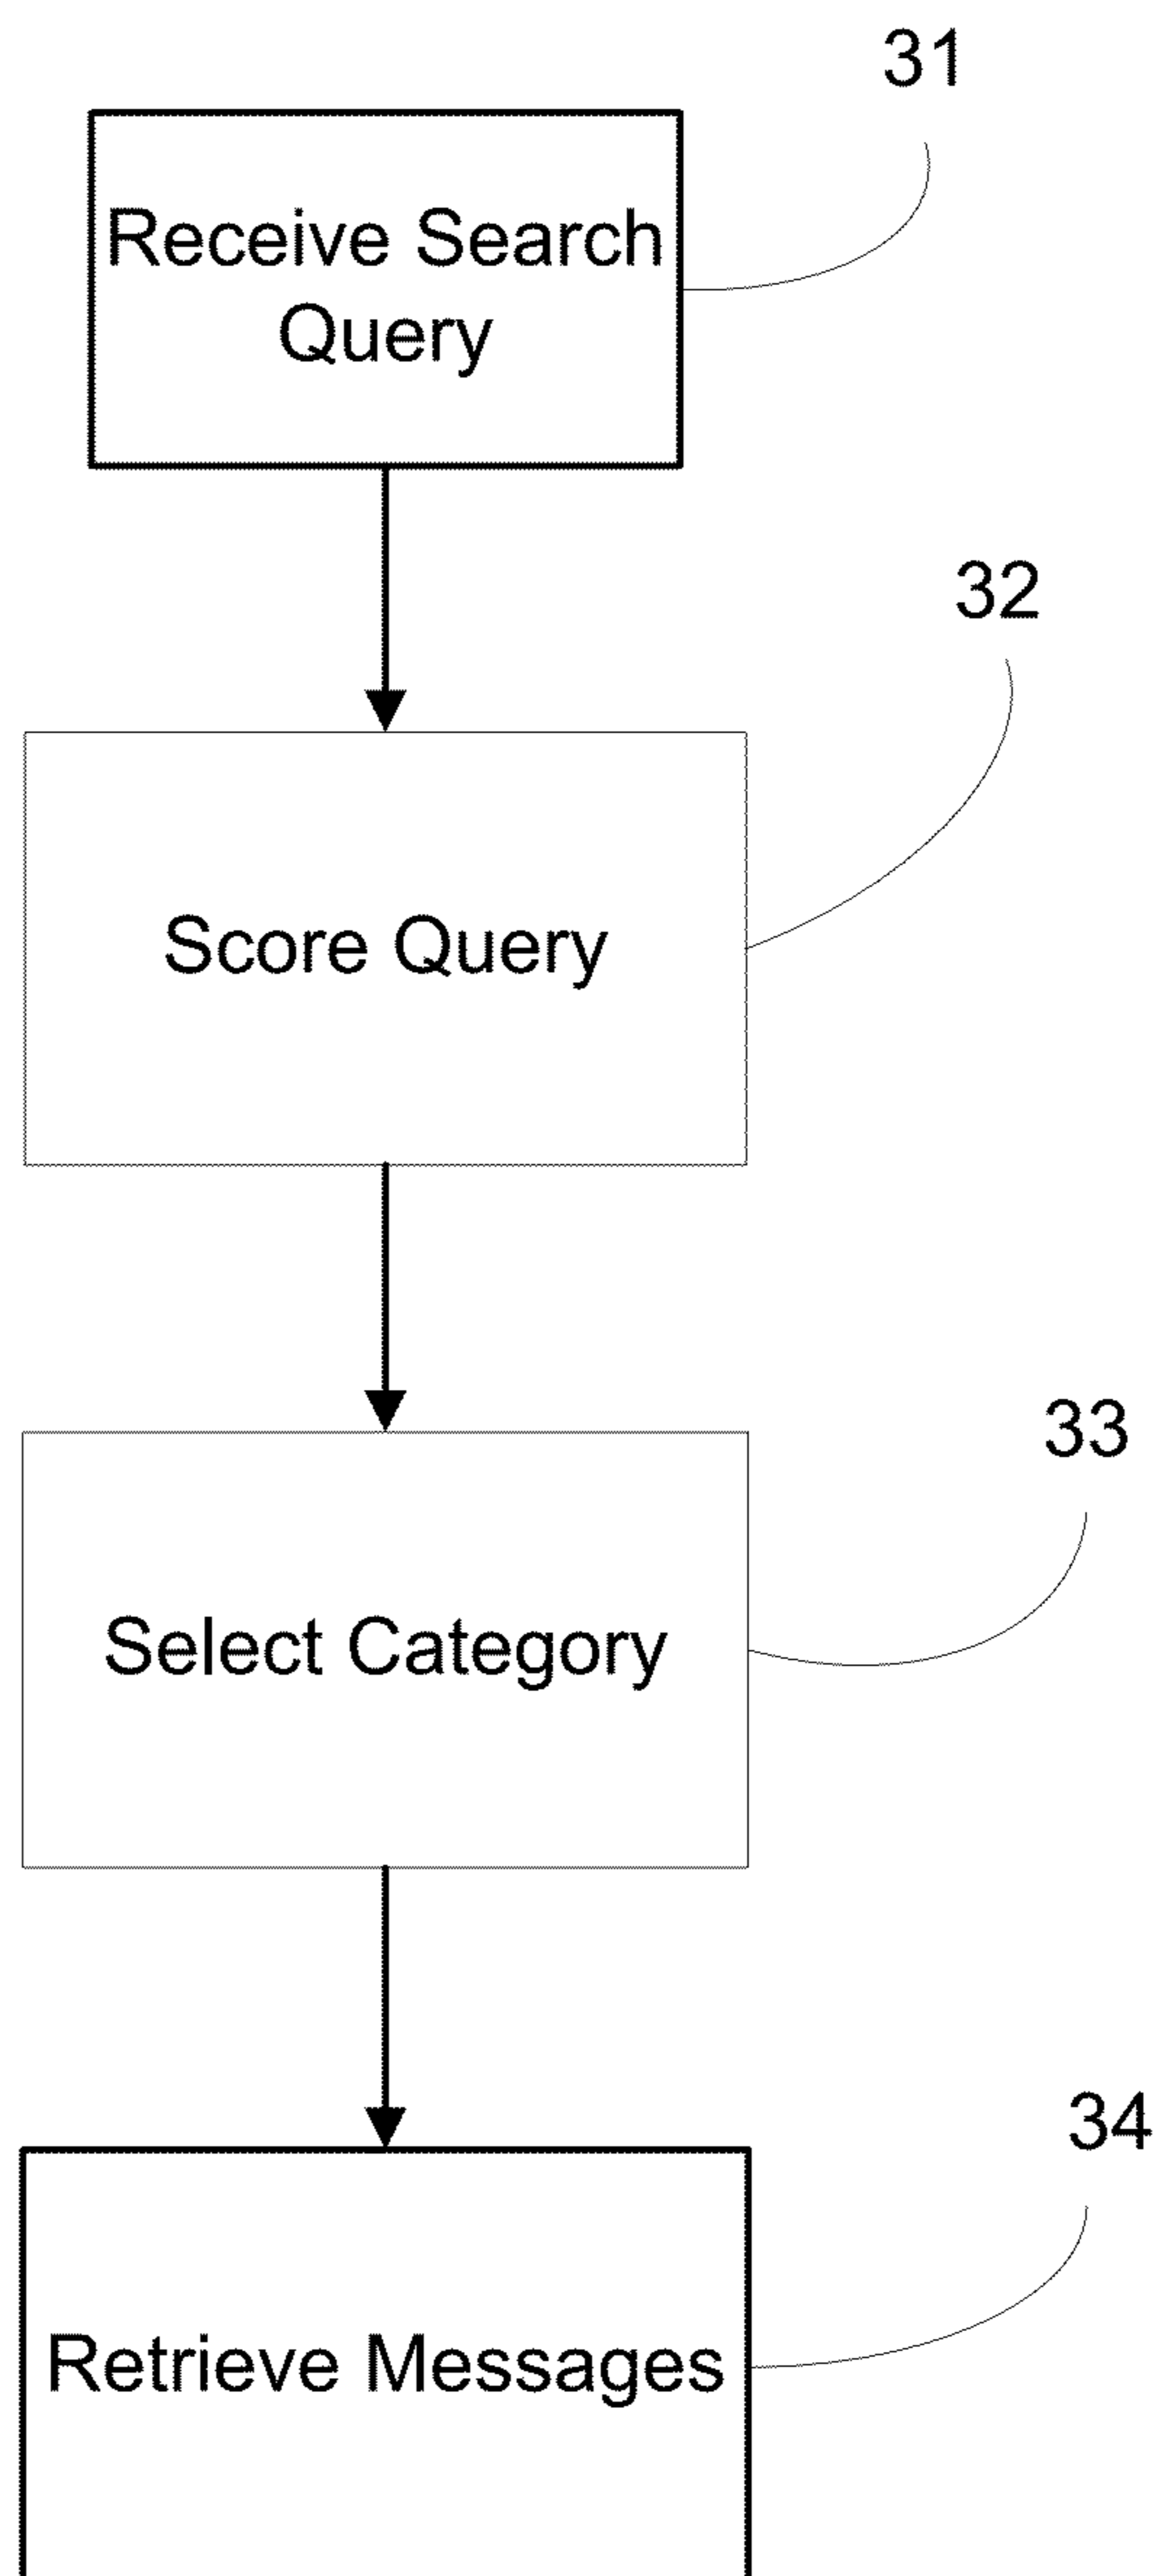 31
Receive Search
Query
32
Score Query
33
Select Category
34
Retrieve Messages